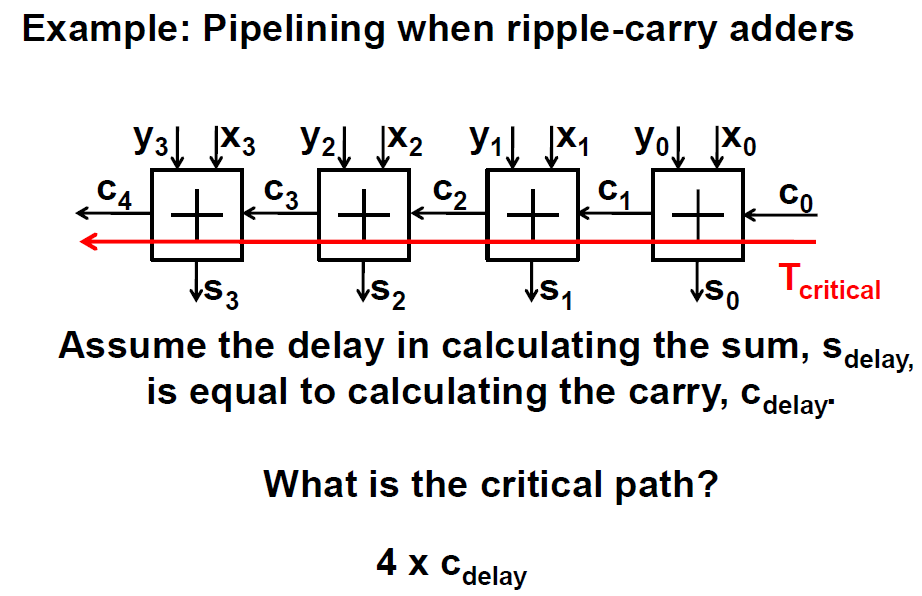 Example: Pipelining when ripple-carry adders
y3 x3 y2 x2 y1 x1 y0 x0
c4 c3 c2 c1 c0
s3 s2 s1 s0 Tcritical
Assume the delay in calculating the sum, sdelay,
is equal to calculating the carry, cdelay.
What is the critical path?
4 x cdelay